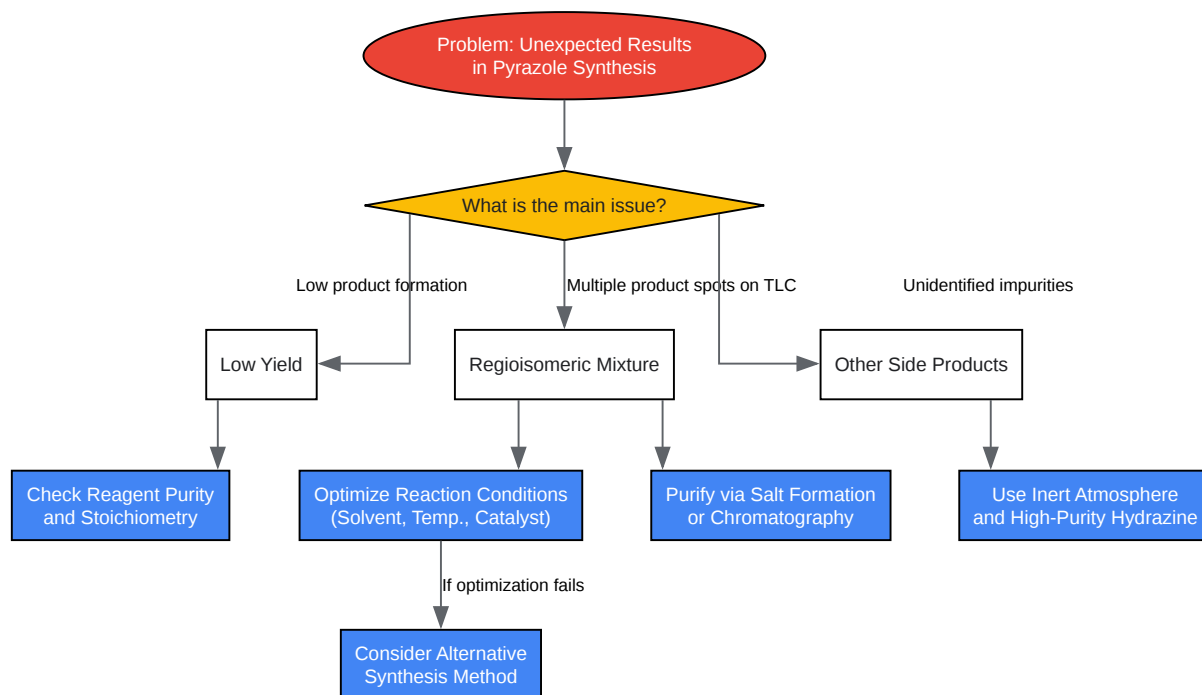 Problem: Unexpected Results
in Pyrazole Synthesis
What is the main issue?
Low product formation
Multiple product spots on TLC
Unidentified impurities
Low Yield
Regioisomeric Mixture
Other Side Products
Check Reagent Purity
and Stoichiometry
Optimize Reaction Conditions
(Solvent, Temp., Catalyst)
Purify via Salt Formation
or Chromatography
Use Inert Atmosphere
and High-Purity Hydrazine
If optimization fails
Consider Alternative
Synthesis Method